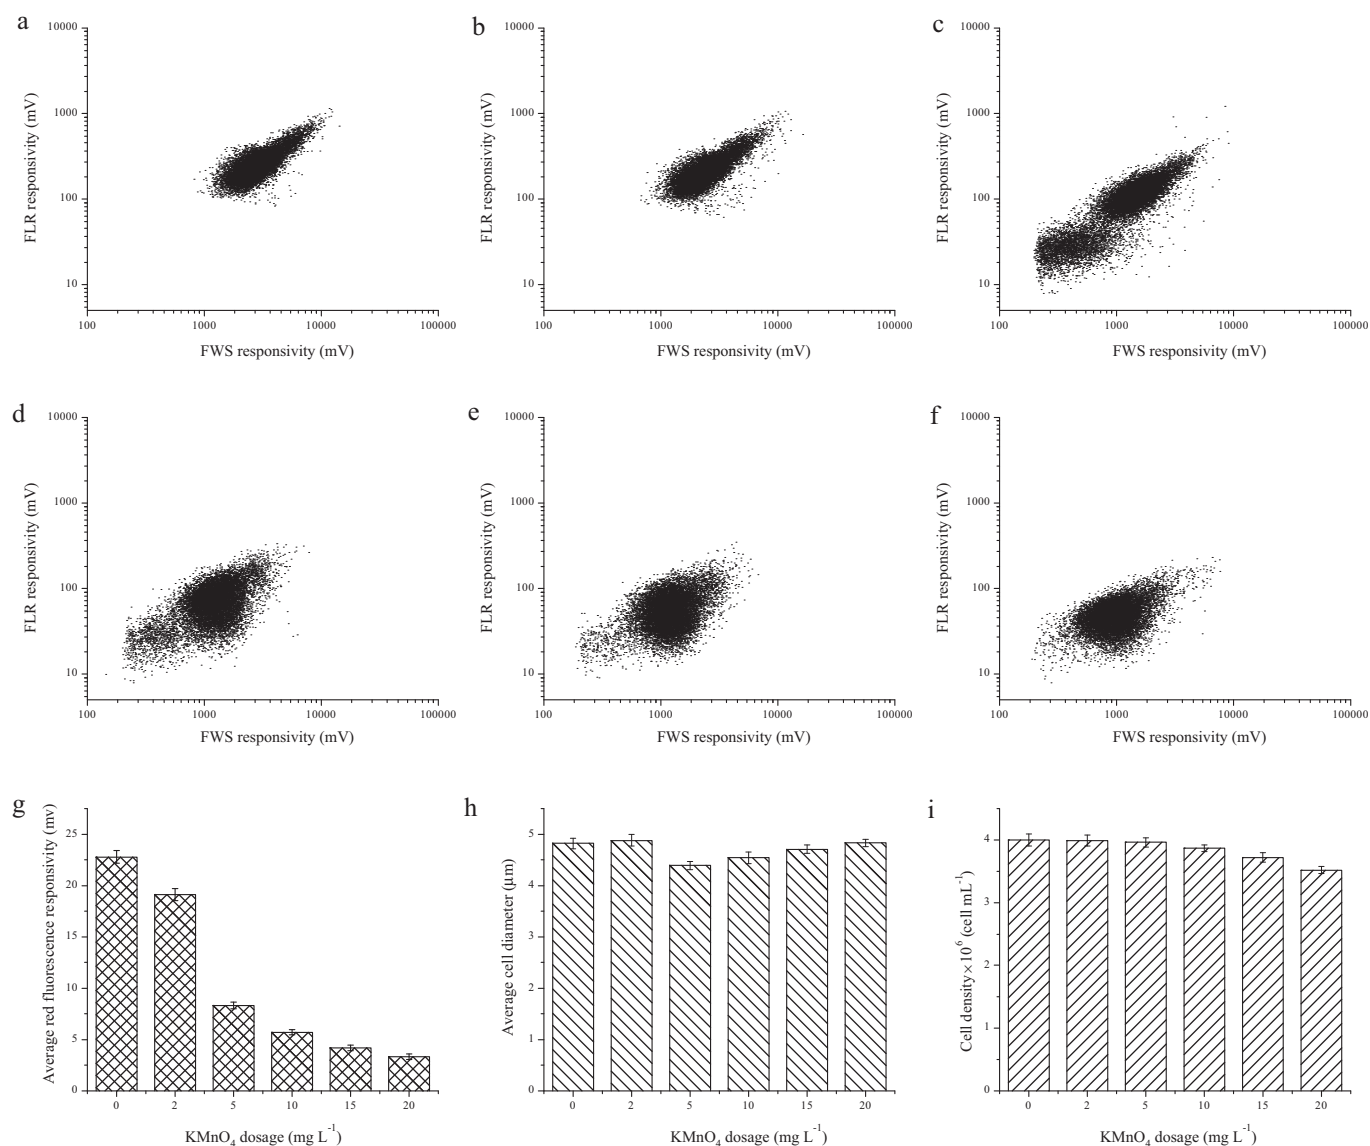 a
10000
1000
100
10
FLR responsivity (mV)
100 1000 10000 100000
FWS responsivity (mV)
b
10000
1000
100
10
FLR responsivity (mV)
100 1000 10000 100000
FWS responsivity (mV)
c
10000
1000
100
10
FLR responsivity (mV)
100 1000 10000 100000
FWS responsivity (mV)
d
10000
1000
100
10
FLR responsivity (mV)
100 1000 10000 100000
FWS responsivity (mV)
e
10000
1000
100
10
FLR responsivity (mV)
100 1000 10000 100000
FWS responsivity (mV)
f
10000
1000
100
10
FLR responsivity (mV)
100 1000 10000 100000
FWS responsivity (mV)
g
25
20
15
10
5
0
Average red fluorescence responsivity (mv)
0 2 5 10 15 20
KMnO₄ dosage (mg L⁻¹)
h
5
4
3
2
1
0
Average cell diameter (μm)
0 2 5 10 15 20
KMnO₄ dosage (mg L⁻¹)
i
4
3
2
1
0
Cell density×10⁶ (cell mL⁻¹)
0 2 5 10 15 20
KMnO₄ dosage (mg L⁻¹)